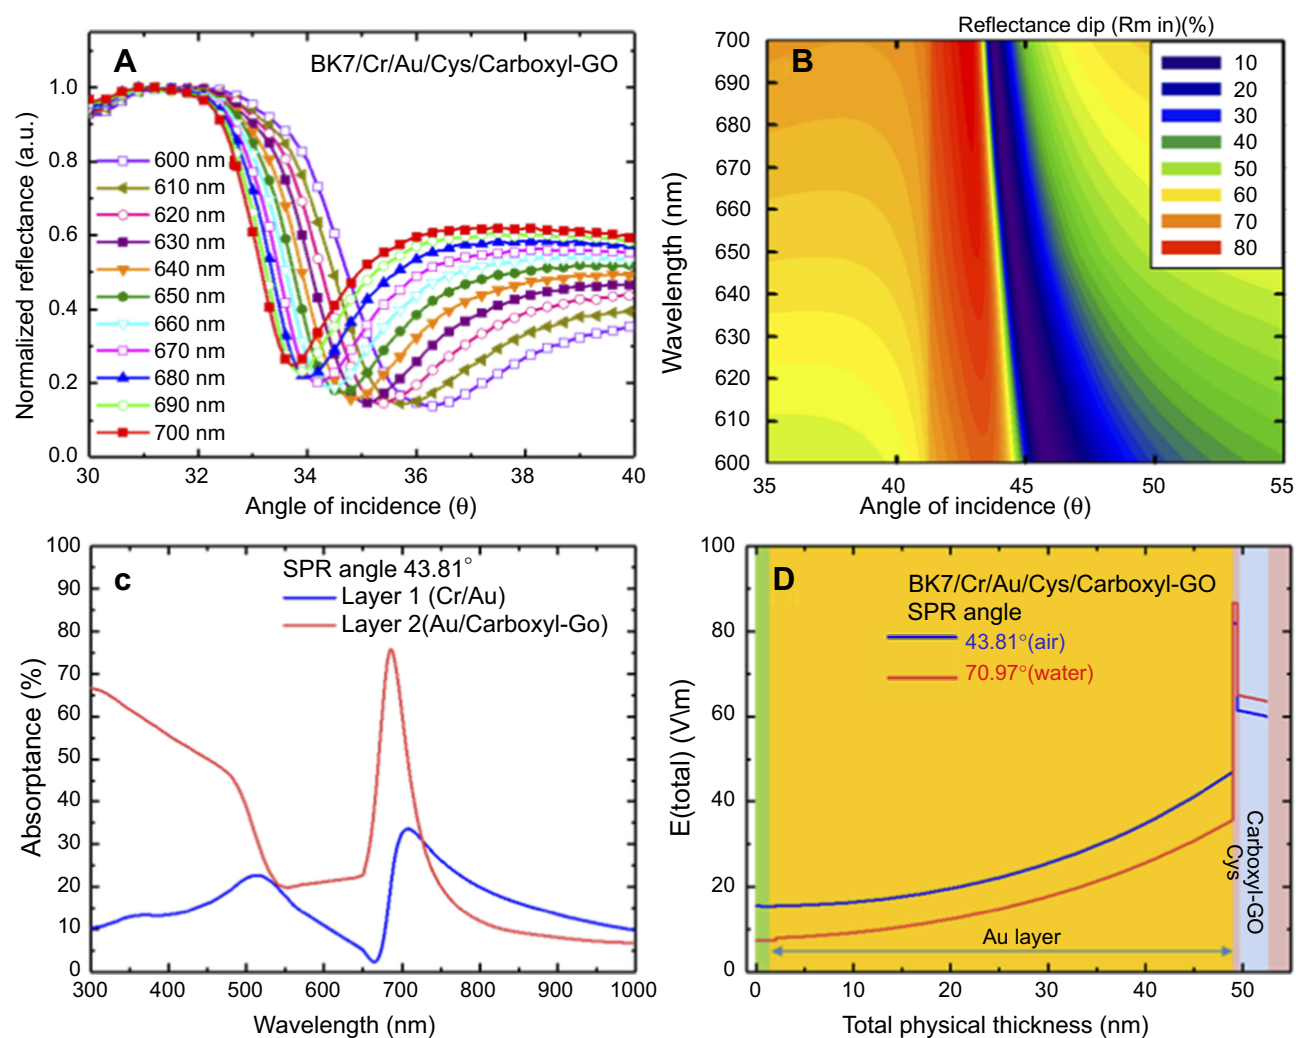 A
BK7/Cr/Au/Cys/Carboxyl-GO
Normalized reflectance (a.u.)
1.0
0.8
0.6
0.4
0.2
0.0
600 nm
610 nm
620 nm
630 nm
640 nm
650 nm
660 nm
670 nm
680 nm
690 nm
700 nm
30 32 34 36 38 40
Angle of incidence (θ)
Reflectance dip (Rm in)(%)
B
10
20
30
40
50
60
70
80
Wavelength (nm)
700
690
680
670
660
650
640
630
620
610
600
35 40 45 50 55
Angle of incidence (θ)
c
SPR angle 43.81°
Layer 1 (Cr/Au)
Layer 2(Au/Carboxyl-Go)
Absorptance (%)
100
90
80
70
60
50
40
30
20
10
0
300 400 500 600 700 800 900 1000
Wavelength (nm)
D
BK7/Cr/Au/Cys/Carboxyl-GO
SPR angle
43.81°(air)
70.97°(water)
E(total) (V\m)
100
80
60
40
20
0
Au layer
Cys
Carboxyl-GO
0 10 20 30 40 50
Total physical thickness (nm)